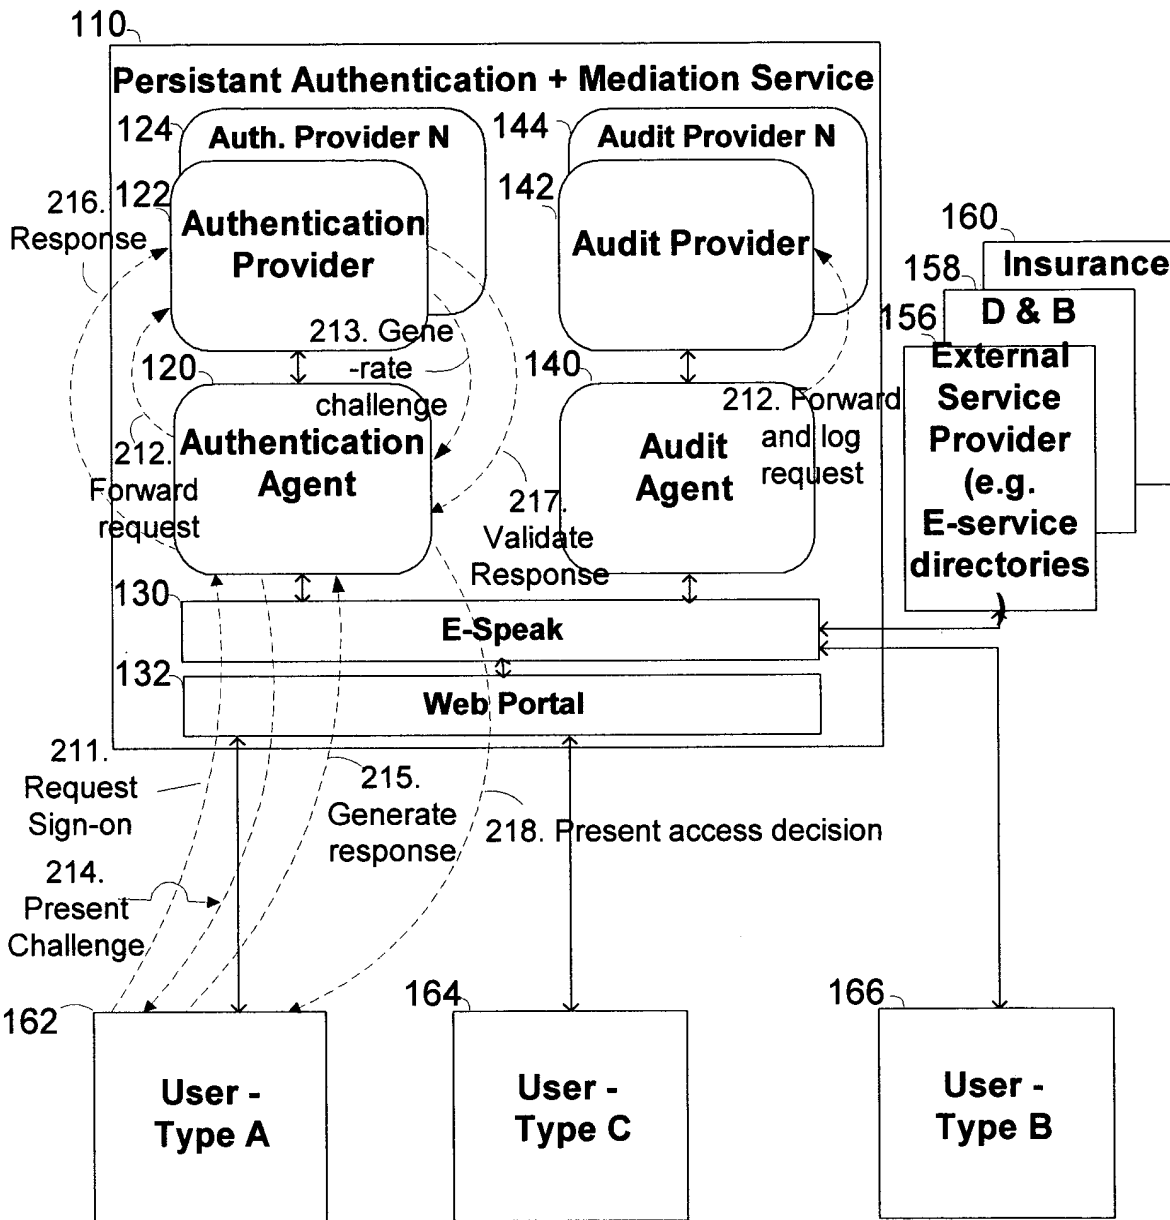 110
Persistant Authentication + Mediation Service
124
Auth. Provider N
144
Audit Provider N
122
142
216.
Response
Authentication
Provider
Audit Provider
160
Insurance
158
D & B
156
External
Service
Provider
(e.g.
E-service
directories
)
213. Gene
-rate
challenge
120
140
212.
Forward
request
Authentication
Agent
Audit
Agent
212. Forward
and log
request
217.
Validate
Response
130
E-Speak
132
Web Portal
211.
Request
Sign-on
215.
Generate
response
218. Present access decision
214.
Present
Challenge
162
User -
Type A
164
User -
Type C
166
User -
Type B